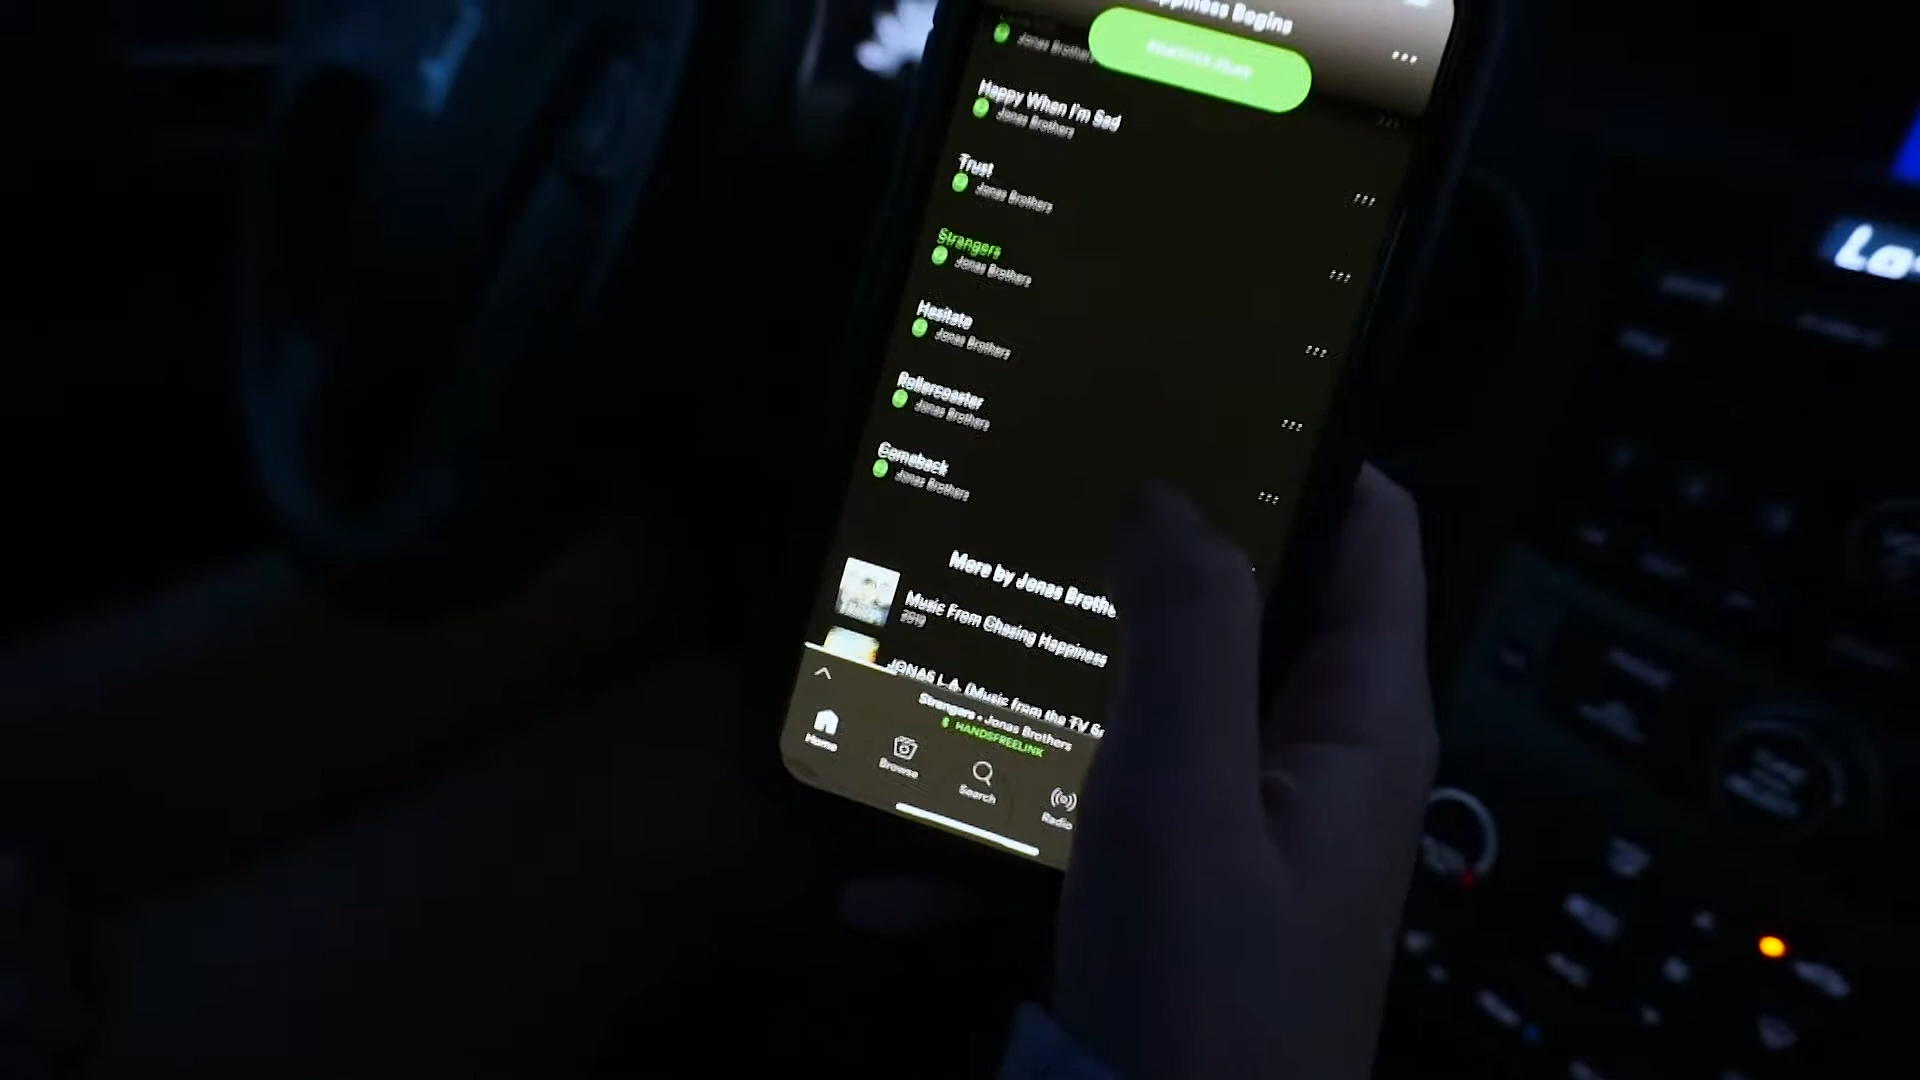 Happiness Begins
Jonas Brothers
Happy When I'm Sad
Jonas Brothers
Trust
Jonas Brothers
Strangers
Jonas Brothers
Hesitate
Jonas Brothers
Rollercoaster
Jonas Brothers
Comeback
Jonas Brothers
More by Jonas Brothe
Music From Chasing Happiness
2019
JONAS L.A. (Music from the TV Se
Strangers • Jonas Brothers
HANDSFREELINK
Home
Browse
Search
Radio
Lo